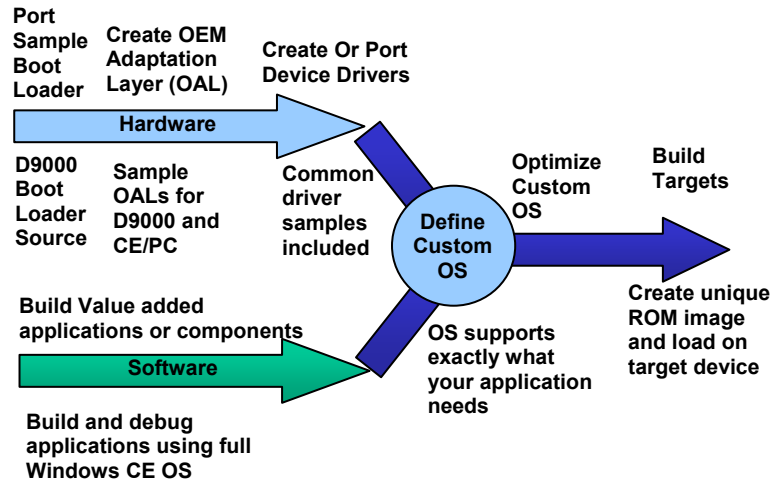 Port
Sample
Boot
Loader
Create OEM
Adaptation
Layer (OAL)
Create Or Port
Device Drivers
Hardware
D9000
Boot
Loader
Source
Sample
OALs for
D9000 and
CE/PC
Common
driver
samples
included
Define
Custom
OS
Optimize
Custom
OS
Build
Targets
Build Value added
applications or components
Software
Build and debug
applications using full
Windows CE OS
OS supports
exactly what
your application
needs
Create unique
ROM image
and load on
target device